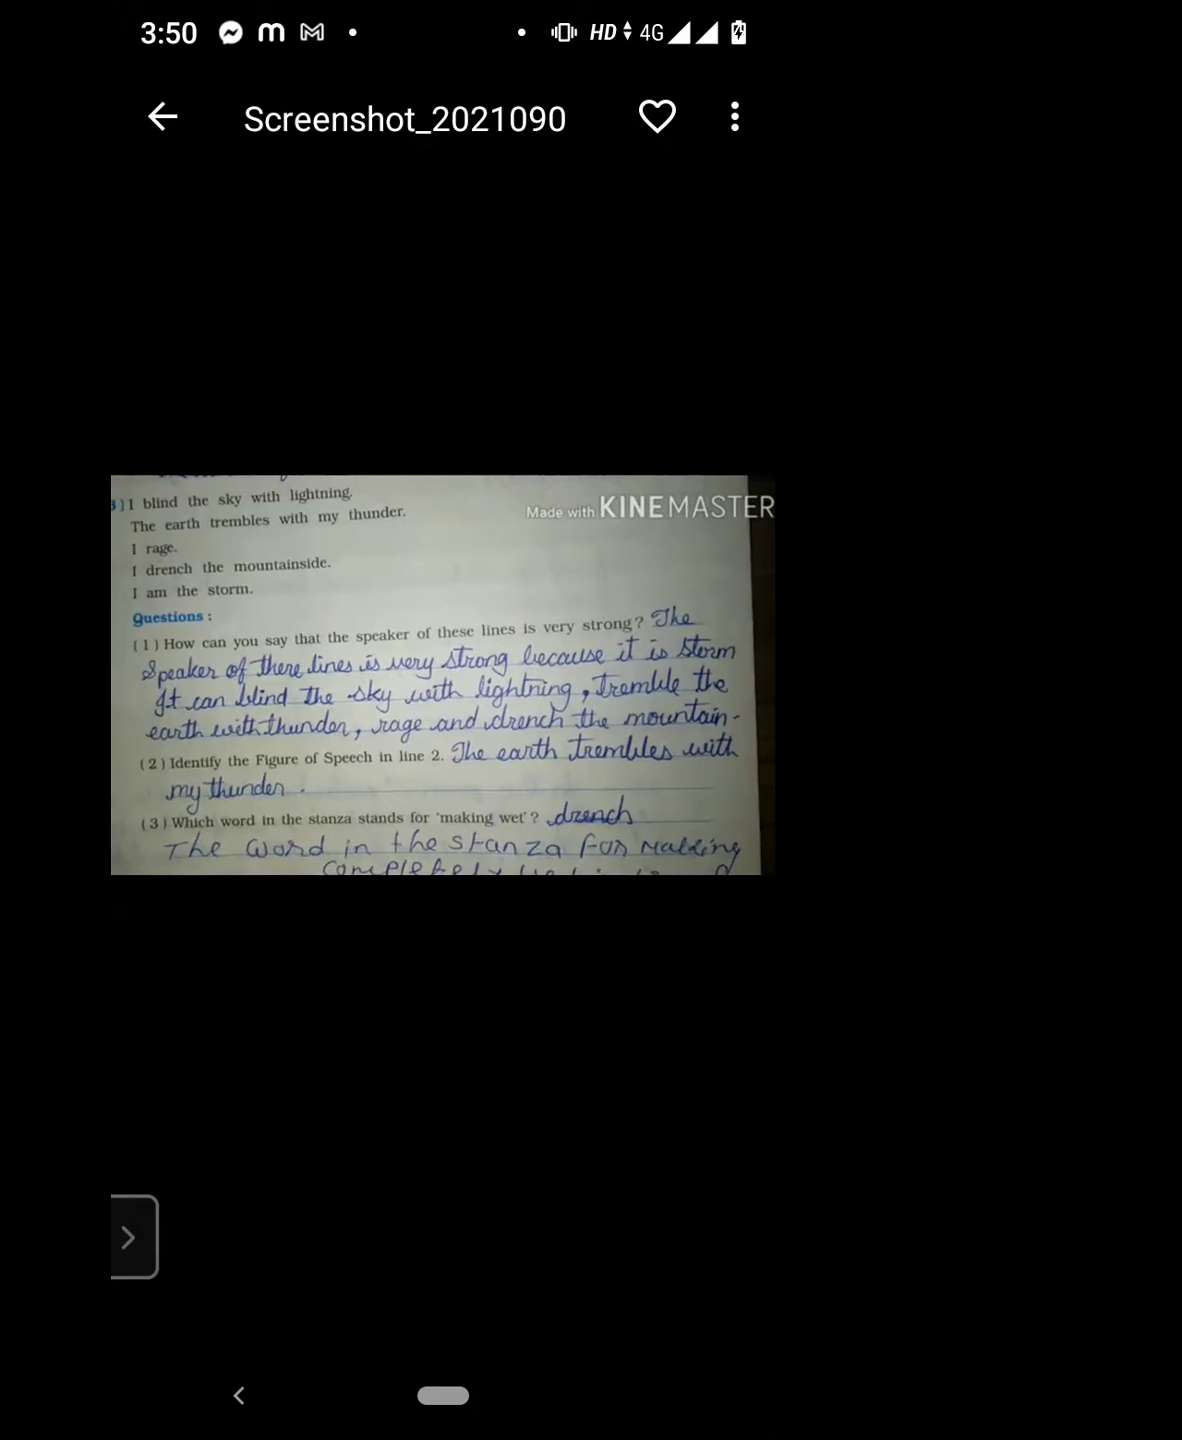 3:50 HD 4G
Screenshot_2021090
3) I blind the sky with lightning.
Made with KINEMASTER
The earth trembles with my thunder.
I rage.
I drench the mountainside.
I am the storm.
Questions :
(1) How can you say that the speaker of these lines is very strong? The
Speaker of there lines is very strong because it is storm
It can blind the sky with lightning, tremble the
earth with thunder, rage and drench the mountain-
(2) Identify the Figure of Speech in line 2. The earth trembles with
my thunder.
(3) Which word in the stanza stands for 'making wet'? drench
The word in the stanza for making
completely